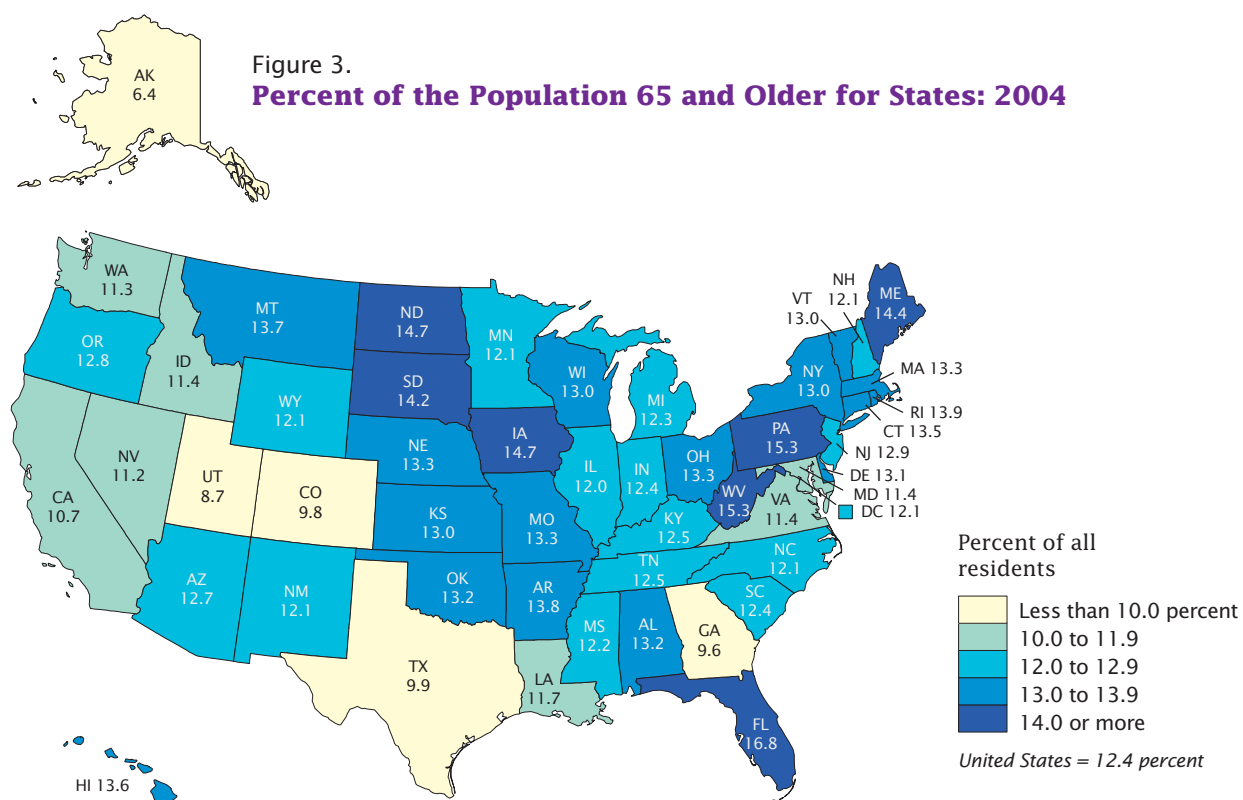 AK
6.4
Figure 3.
Percent of the Population 65 and Older for States: 2004
WA
11.3
MT
13.7
ND
14.7
MN
12.1
VT
13.0
NH
12.1
ME
14.4
OR
12.8
ID
11.4
SD
14.2
WI
13.0
MI
12.3
NY
13.0
MA 13.3
RI 13.9
CT 13.5
WY
12.1
NE
13.3
IA
14.7
PA
15.3
NJ 12.9
DE 13.1
MD 11.4
DC 12.1
NV
11.2
UT
8.7
CO
9.8
IL
12.0
IN
12.4
OH
13.3
WV
15.3
VA
11.4
CA
10.7
KS
13.0
MO
13.3
KY
12.5
AZ
12.7
NM
12.1
OK
13.2
AR
13.8
TN
12.5
NC
12.1
SC
12.4
MS
12.2
AL
13.2
GA
9.6
TX
9.9
LA
11.7
FL
16.8
HI 13.6
Percent of all
residents
Less than 10.0 percent
10.0 to 11.9
12.0 to 12.9
13.0 to 13.9
14.0 or more
United States = 12.4 percent